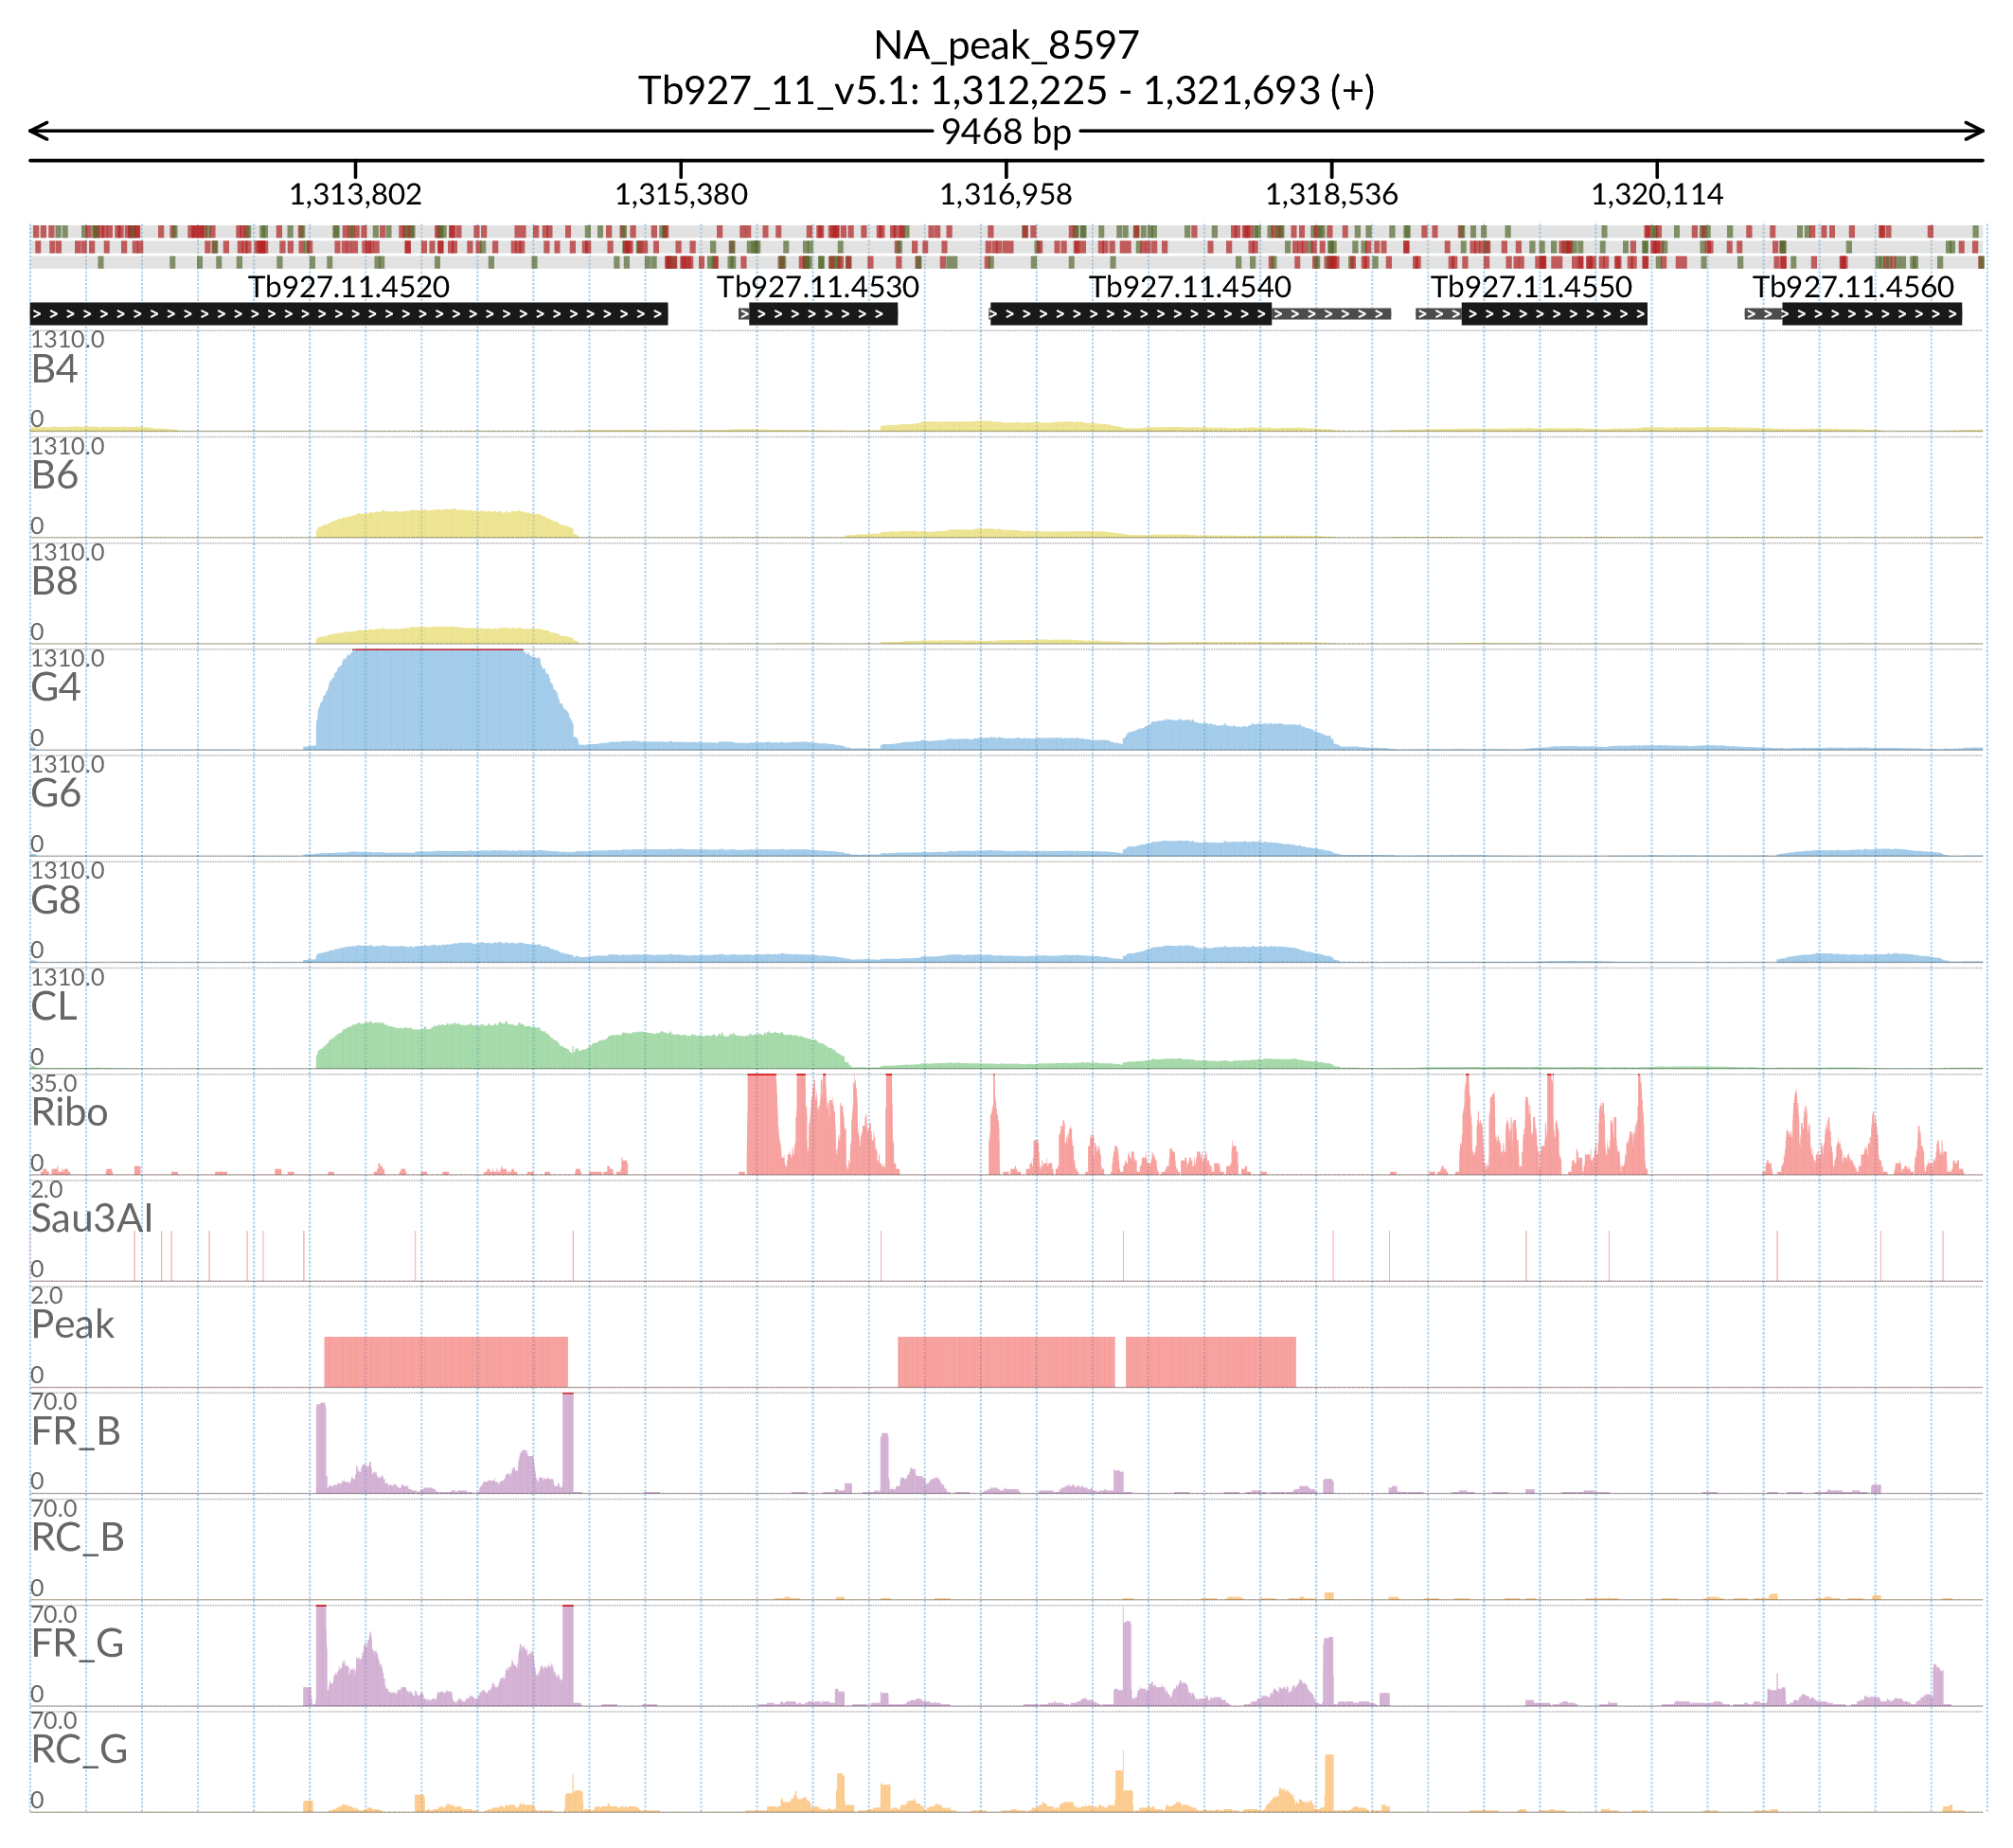 NA_peak_8597
Tb927_11_v5.1: 1,312,225 - 1,321,693 (+)
9468 bp
1,313,802 1,315,380 1,316,958 1,318,536 1,320,114
Tb927.11.4520 Tb927.11.4530 Tb927.11.4540 Tb927.11.4550 Tb927.11.4560
1310.0
B4
0
1310.0
B6
0
1310.0
B8
0
1310.0
G4
0
1310.0
G6
0
1310.0
G8
0
1310.0
CL
0
35.0
Ribo
0
2.0
Sau3AI
0
2.0
Peak
0
70.0
FR_B
0
70.0
RC_B
0
70.0
FR_G
0
70.0
RC_G
0